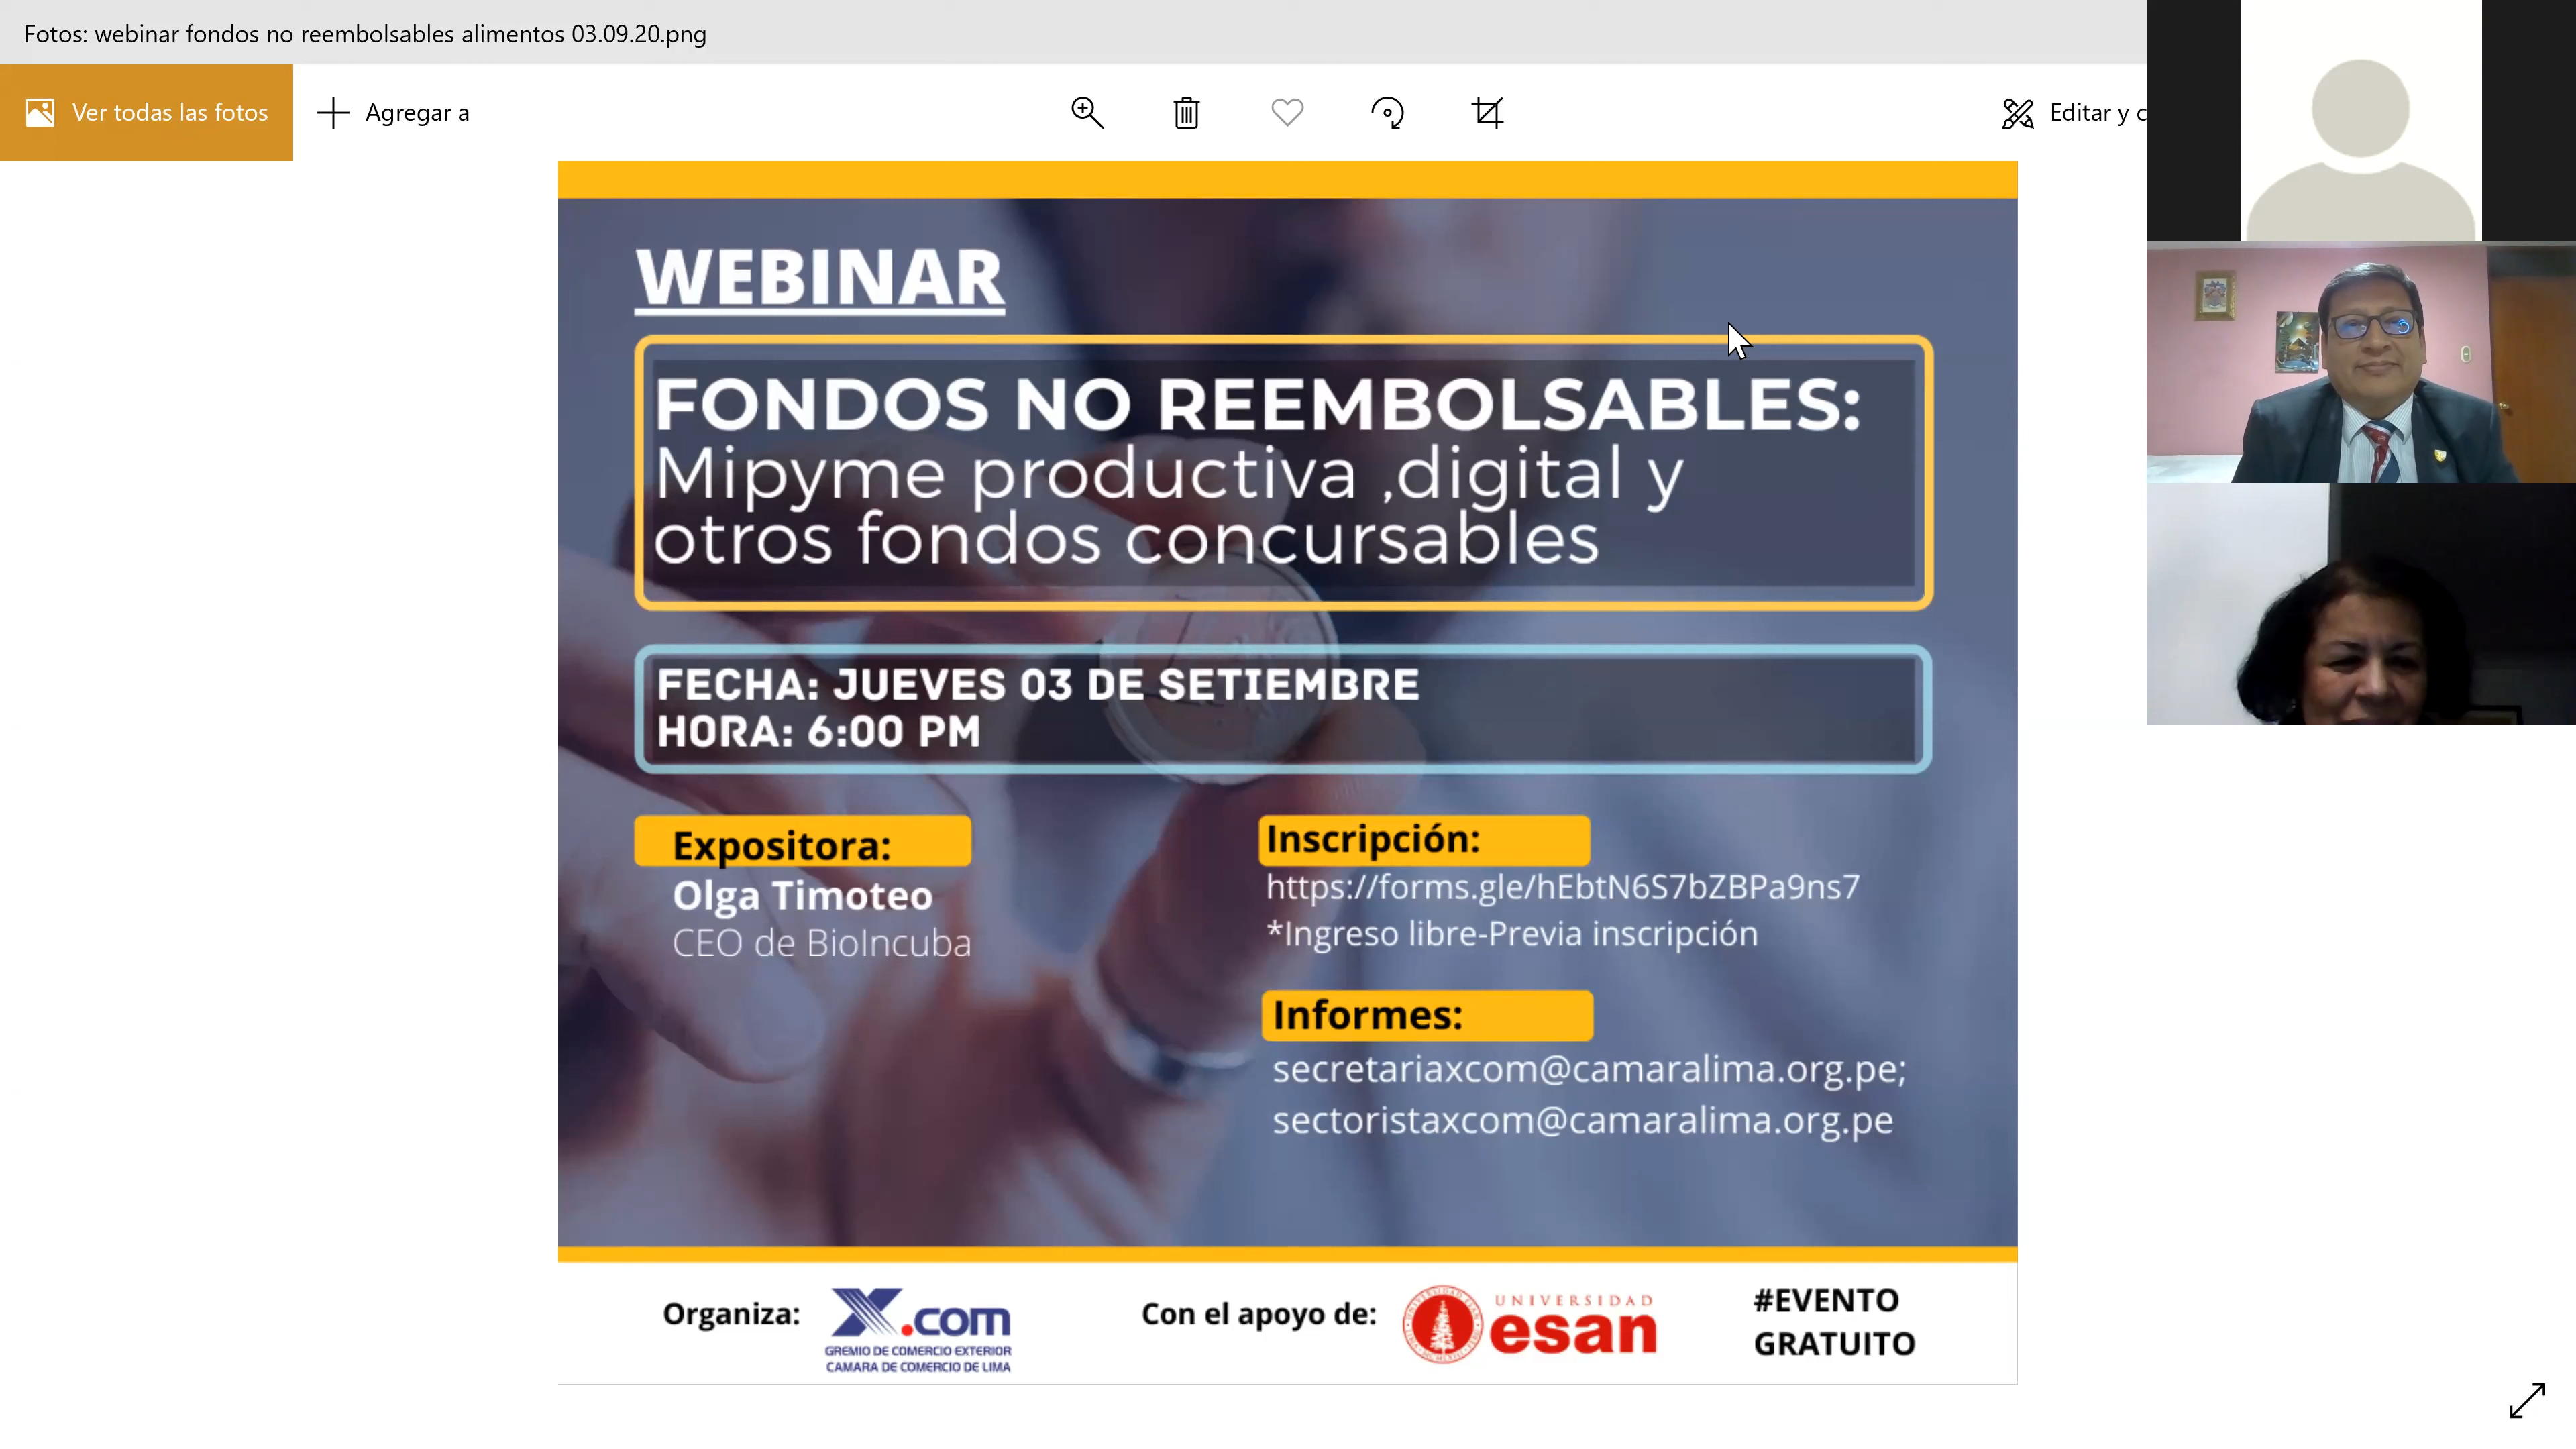 Fotos: webinar fondos no reembolsables alimentos 03.09.20.png
Ver todas las fotos
Agregar a
Editar y c
WEBINAR
FONDOS NO REEMBOLSABLES:
Mipyme productiva ,digital y
otros fondos concursables
FECHA: JUEVES 03 DE SETIEMBRE
HORA: 6:00 PM
Expositora:
Olga Timoteo
CEO de BioIncuba
Inscripción:
https://forms.gle/hEbtN6S7bZBPa9ns7
*Ingreso libre-Previa inscripción
Informes:
secretariaxcom@camaralima.org.pe;
sectoristaxcom@camaralima.org.pe
Organiza:
X.com
GREMIO DE COMERCIO EXTERIOR
CAMARA DE COMERCIO DE LIMA
Con el apoyo de:
UNIVERSIDAD
esan
#EVENTO
GRATUITO